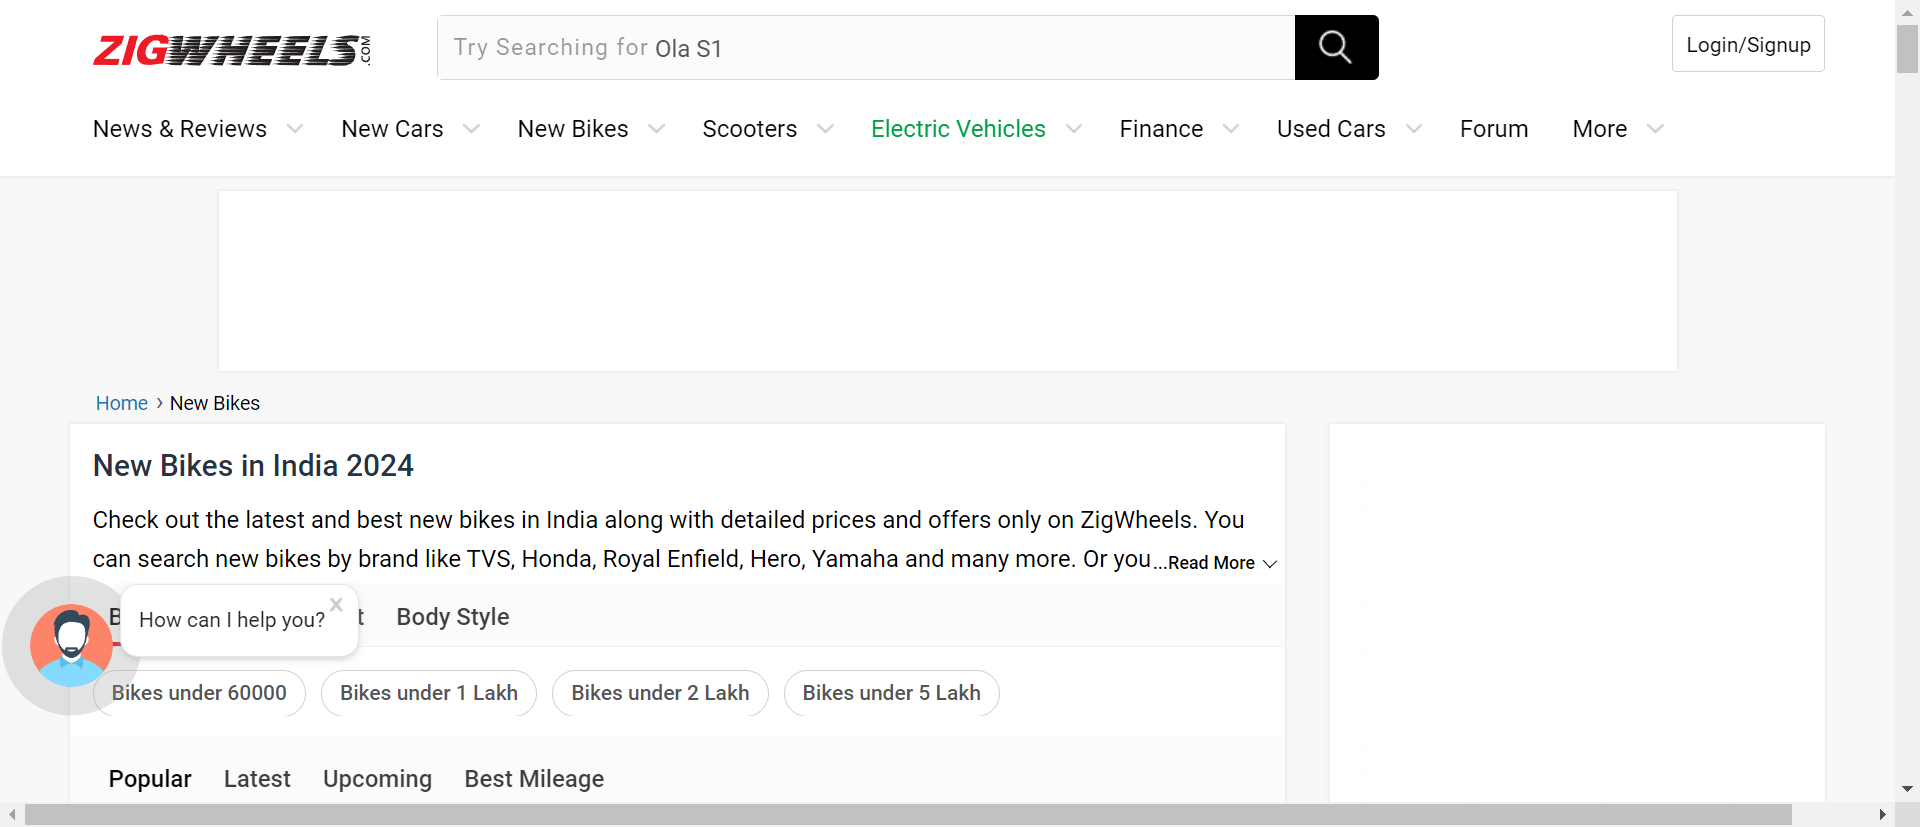 ZIGWHEELS.COM
Try Searching for Ola S1
Login/Signup
News & Reviews New Cars New Bikes Scooters Electric Vehicles Finance Used Cars Forum More
Home › New Bikes
New Bikes in India 2024
Check out the latest and best new bikes in India along with detailed prices and offers only on ZigWheels. You
can search new bikes by brand like TVS, Honda, Royal Enfield, Hero, Yamaha and many more. Or you...Read More
How can I help you?
Body Style
Bikes under 60000 Bikes under 1 Lakh Bikes under 2 Lakh Bikes under 5 Lakh
Popular Latest Upcoming Best Mileage